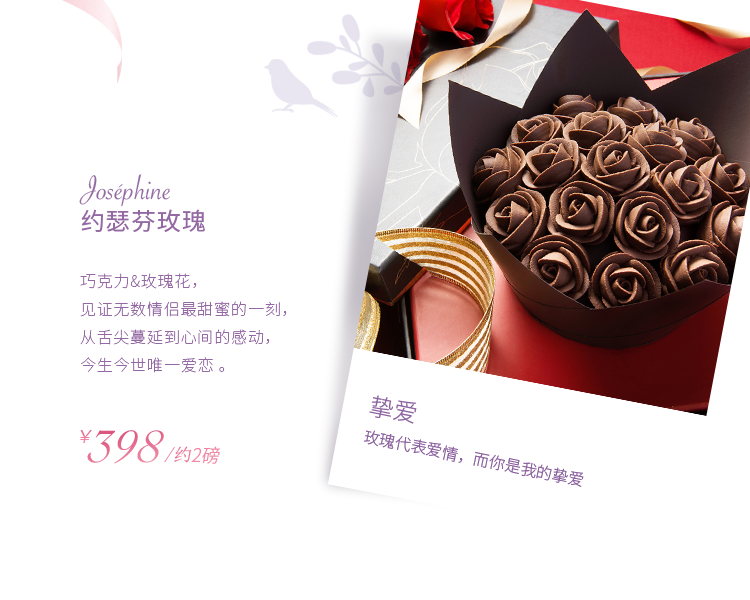 Joséphine
约瑟芬玫瑰
巧克力&玫瑰花，
见证无数情侣最甜蜜的一刻，
从舌尖蔓延到心间的感动，
今生今世唯一爱恋 。
¥398/约2磅
挚爱
玫瑰代表爱情，而你是我的挚爱